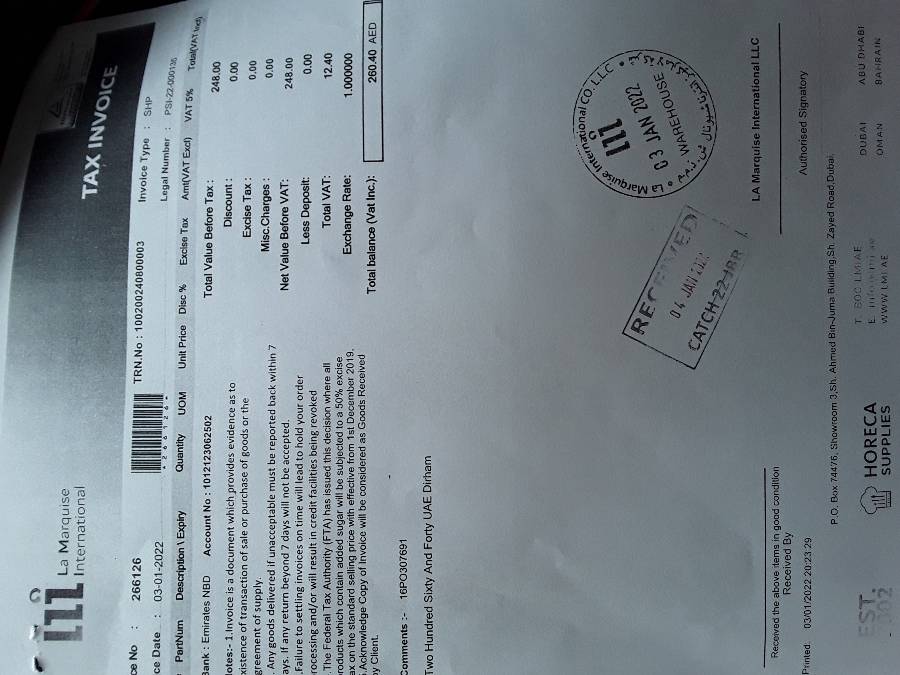 La Marquise
International
TAX INVOICE
ce No : 266126
TRN.No : 100200240800003
Invoice Type : SHP
*266126*
ce Date : 03-01-2022
Legal Number : PSI-22-000135
PartNum Description \ Expiry Quantity UOM Unit Price Disc % Excise Tax Amt(VAT Excl) VAT 5% Total(VAT Incl)
Bank : Emirates NBD Account No : 1012123062502
Total Value Before Tax : 248.00
Discount : 0.00
Excise Tax : 0.00
Misc.Charges : 0.00
Net Value Before VAT: 248.00
Less Deposit: 0.00
Total VAT: 12.40
Exchange Rate: 1.000000
Total balance (Vat Inc.): 260.40 AED
otes:- 1.Invoice is a document which provides evidence as to
xistence of transaction of sale or purchase of goods or the
greement of supply.
. Any goods delivered if unacceptable must be reported back within 7
ays. If any return beyond 7 days will not be accepted.
.Failure to settling invoices on time will lead to hold your order
rocessing and/or will result in credit facilities being revoked
.The Federal Tax Authority (FTA) has issued this decision where all
roducts which contain added sugar will be subjected to a 50% excise
ax on the standard selling price with effective from 1st December 2019.
.Acknowledge Copy of Invoice will be considered as Goods Received
y Client.
Comments :- 16PO307691
Two Hundred Sixty And Forty UAE Dirham
La Marquise International CO. L.L.C
03 JAN 2022
WAREHOUSE
RECEIVED
04 JAN
CATCH 22-JBR
LA Marquise International LLC
Authorised Signatory
Received the above items in good condition
Received By
Printed: 03/01/2022 20:23:29
P.O. Box 74476, Showroom 3,Sh. Ahmed Bin-Juma Building,Sh. Zayed Road,Dubai.
EST.
HORECA
SUPPLIES
T. 800 LMI AE
WWW.LMI.AE
DUBAI
OMAN
ABU DHABI
BAHRAIN